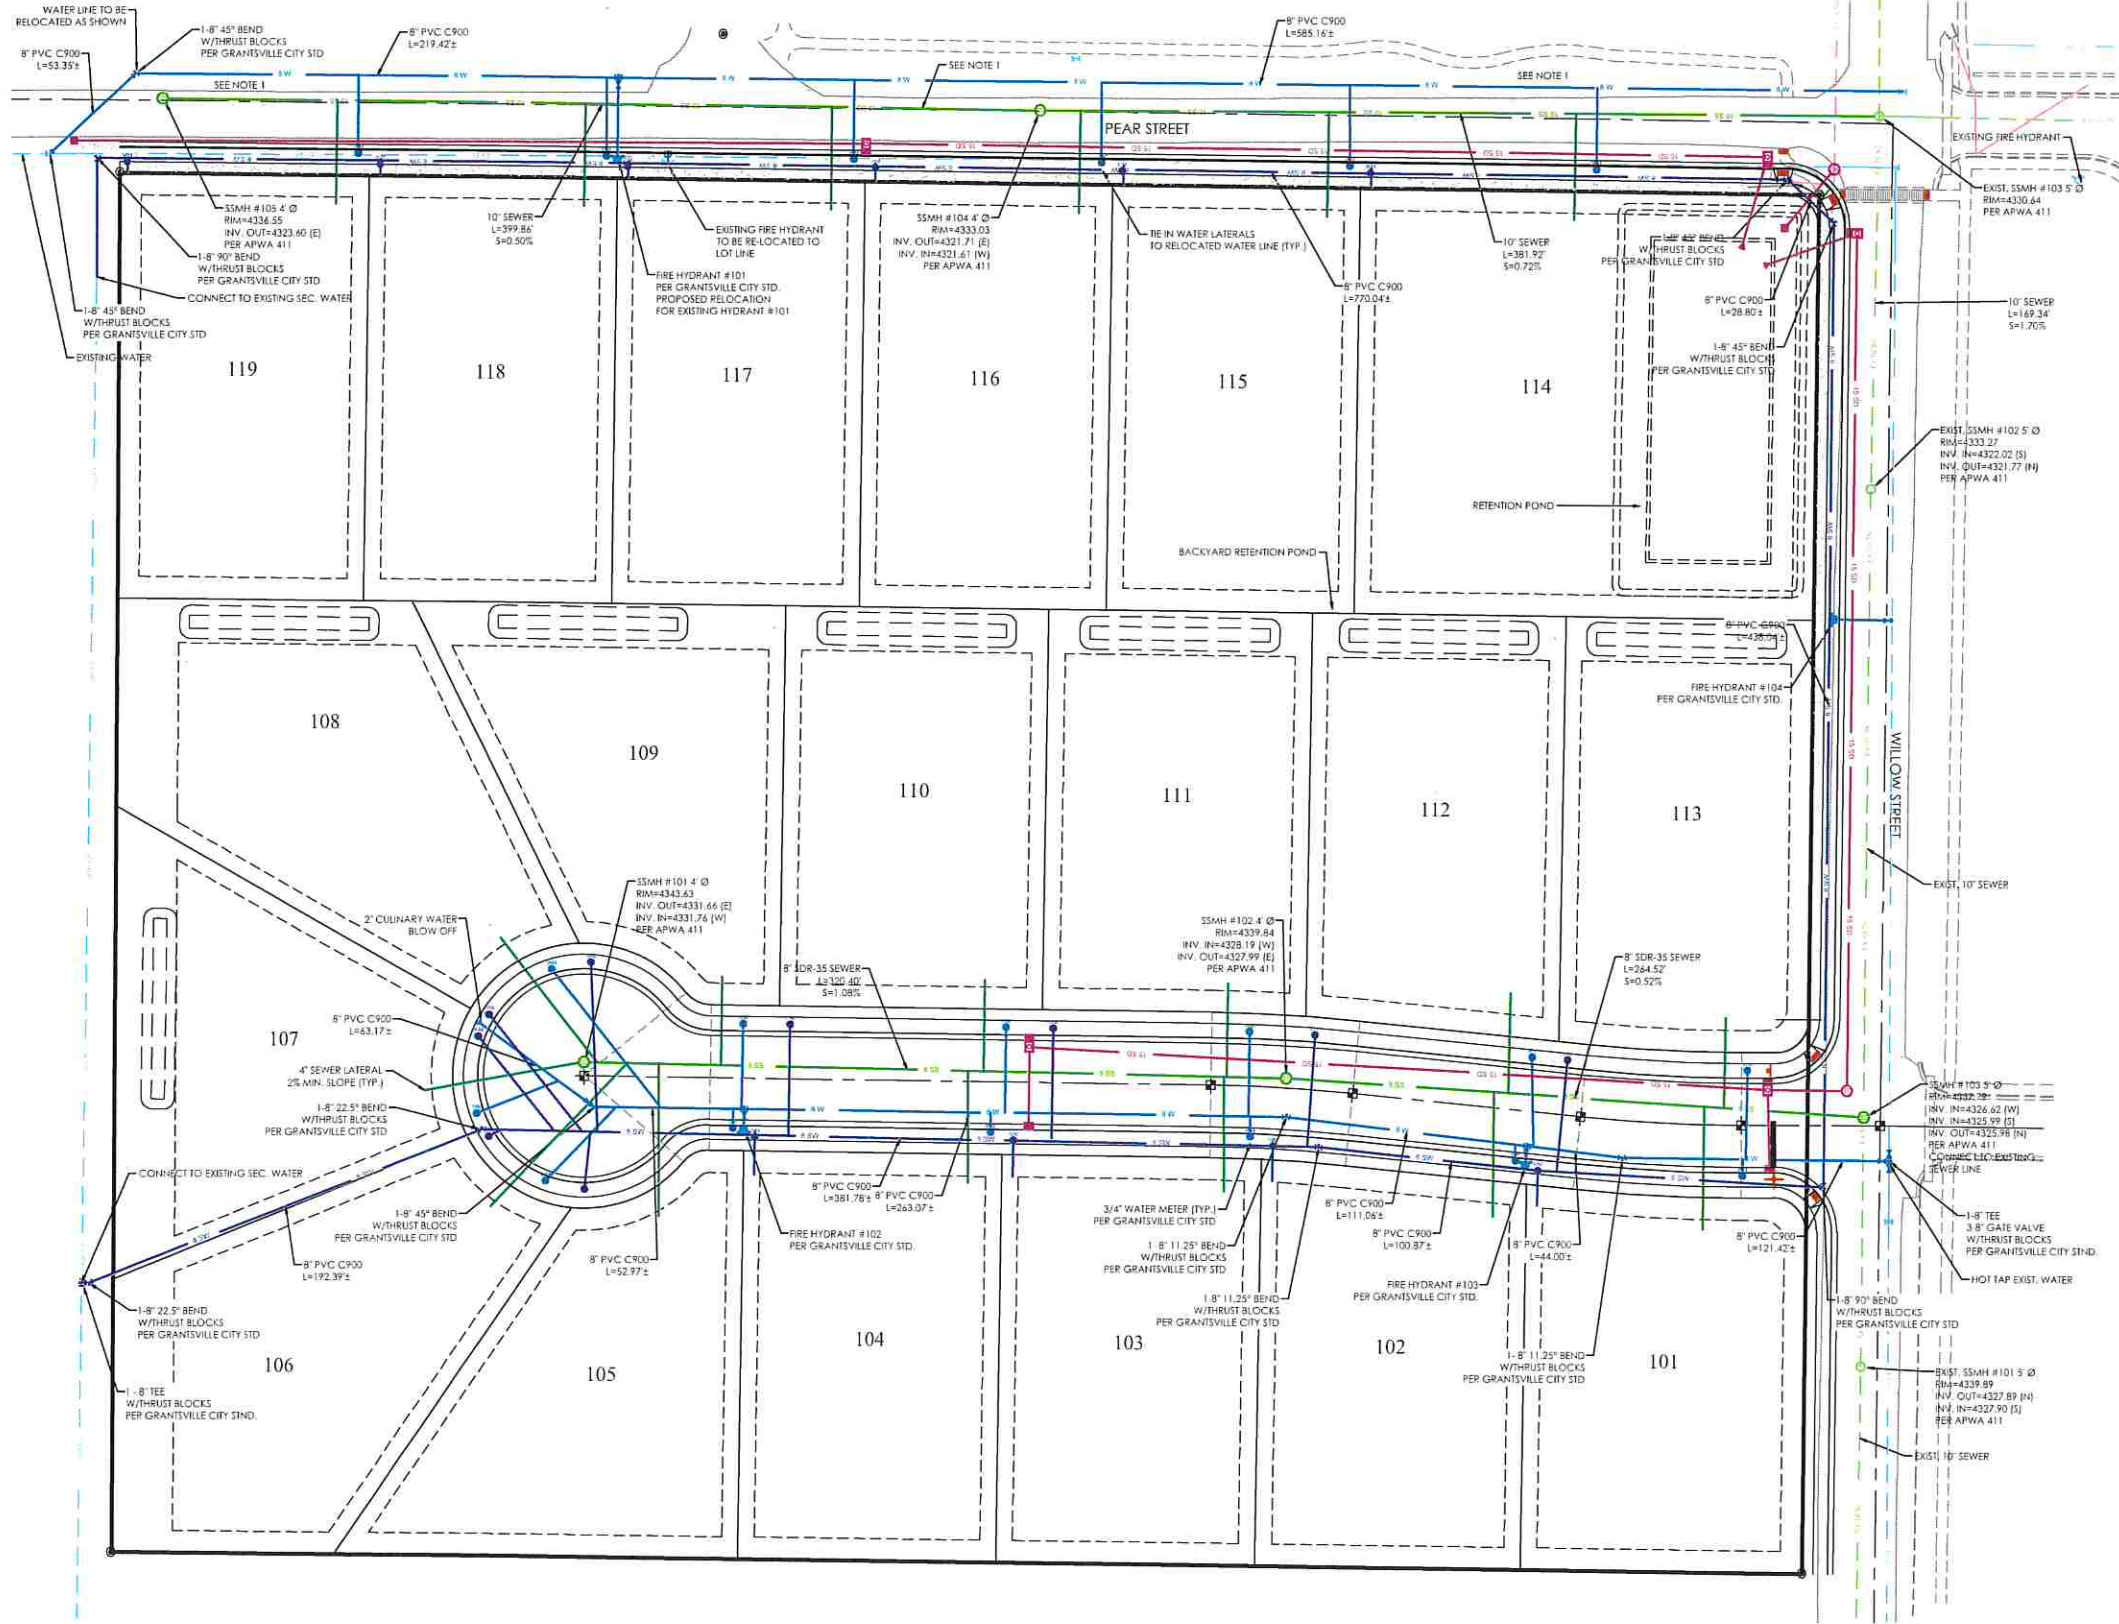 WATER LINE TO BE
RELOCATED AS SHOWN
8" PVC C900
L=53.35'±
1-8" 45° BEND
W/THRUST BLOCKS
PER GRANTSVILLE CITY STD
8" PVC C900
L=219.42'±
SEE NOTE 1
SEE NOTE 1
8" PVC C900
L=585.16'±
SEE NOTE 1
PEAR STREET
EXISTING FIRE HYDRANT
EXIST. SSMH #103 5' Ø
RIM=4330.64
PER APWA 411
SSMH #105 4' Ø
RIM=4336.55
INV. OUT=4323.60 (E)
PER APWA 411
1-8" 90° BEND
W/THRUST BLOCKS
PER GRANTSVILLE CITY STD
CONNECT TO EXISTING SEC. WATER
1-8" 45° BEND
W/THRUST BLOCKS
PER GRANTSVILLE CITY STD
EXISTING WATER
10" SEWER
L=399.86'
S=0.50%
EXISTING FIRE HYDRANT
TO BE RE-LOCATED TO
LOT LINE
FIRE HYDRANT #101
PER GRANTSVILLE CITY STD.
PROPOSED RELOCATION
FOR EXISTING HYDRANT #101
SSMH #104 4' Ø
RIM=4333.03
INV. OUT=4321.71 (E)
INV. IN=4321.61 (W)
PER APWA 411
TIE IN WATER LATERALS
TO RELOCATED WATER LINE (TYP.)
8" PVC C900
L=770.04'±
10" SEWER
L=381.92'
S=0.72%
1-8" 45° BEND
W/THRUST BLOCKS
PER GRANTSVILLE CITY STD
8" PVC C900
L=28.80'±
1-8" 45° BEND
W/THRUST BLOCKS
PER GRANTSVILLE CITY STD
10" SEWER
L=169.34'
S=1.70%
119
118
117
116
115
114
EXIST. SSMH #102 5' Ø
RIM=4333.27
INV. IN=4322.02 (S)
INV. OUT=4321.77 (N)
PER APWA 411
RETENTION POND
BACKYARD RETENTION POND
8" PVC C900
L=438.04'±
FIRE HYDRANT #104
PER GRANTSVILLE CITY STD.
WILLOW STREET
108
109
110
111
112
113
EXIST. 10" SEWER
SSMH #101 4' Ø
RIM=4343.63
INV. OUT=4331.66 (E)
INV. IN=4331.76 (W)
PER APWA 411
2" CULINARY WATER
BLOW OFF
8" SDR-35 SEWER
L=320.40'
S=1.08%
SSMH #102 4' Ø
RIM=4339.84
INV. IN=4328.19 (W)
INV. OUT=4327.99 (E)
PER APWA 411
8" SDR-35 SEWER
L=264.52'
S=0.52%
107
8" PVC C900
L=63.17'±
4" SEWER LATERAL
2% MIN. SLOPE (TYP.)
1-8" 22.5° BEND
W/THRUST BLOCKS
PER GRANTSVILLE CITY STD
CONNECT TO EXISTING SEC. WATER
SSMH #103 5' Ø
INV. IN=4326.62 (W)
INV. IN=4325.99 (S)
INV. OUT=4325.98 (N)
PER APWA 411
CONNECT TO EXISTING
SEWER LINE
8" PVC C900
L=192.39'±
1-8" 45° BEND
W/THRUST BLOCKS
PER GRANTSVILLE CITY STD
8" PVC C900
L=52.97'±
8" PVC C900
L=381.78'±
8" PVC C900
L=263.07'±
FIRE HYDRANT #102
PER GRANTSVILLE CITY STD.
3/4" WATER METER (TYP.)
PER GRANTSVILLE CITY STD
1-8" 11.25° BEND
W/THRUST BLOCKS
PER GRANTSVILLE CITY STD
1-8" 11.25° BEND
W/THRUST BLOCKS
PER GRANTSVILLE CITY STD
8" PVC C900
L=111.06'±
8" PVC C900
L=100.87'±
FIRE HYDRANT #103
PER GRANTSVILLE CITY STD.
8" PVC C900
L=44.00'±
8" PVC C900
L=121.42'±
1-8" TEE
3 8" GATE VALVE
W/THRUST BLOCKS
PER GRANTSVILLE CITY STND.
HOT TAP EXIST. WATER
1-8" 90° BEND
W/THRUST BLOCKS
PER GRANTSVILLE CITY STD
1-8" 22.5° BEND
W/THRUST BLOCKS
PER GRANTSVILLE CITY STD
1 - 8" TEE
W/THRUST BLOCKS
PER GRANTSVILLE CITY STND.
106
105
104
103
102
101
1- 8" 11.25° BEND
W/THRUST BLOCKS
PER GRANTSVILLE CITY STD
EXIST. SSMH #101 5' Ø
RIM=4339.89
INV. OUT=4327.89 (N)
INV. IN=4327.90 (S)
PER APWA 411
EXIST. 10" SEWER